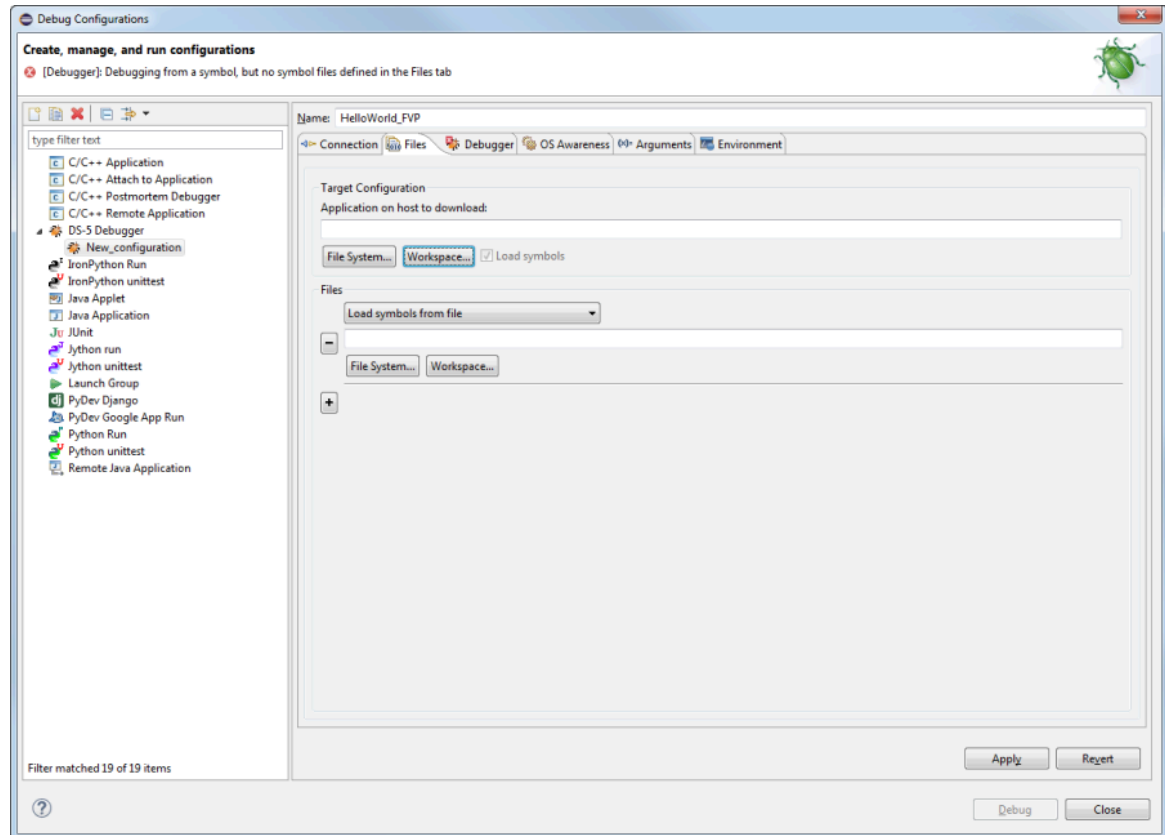 Debug Configurations
Create, manage, and run configurations
[Debugger]: Debugging from a symbol, but no symbol files defined in the Files tab
type filter text
C/C++ Application
C/C++ Attach to Application
C/C++ Postmortem Debugger
C/C++ Remote Application
DS-5 Debugger
New_configuration
IronPython Run
IronPython unittest
Java Applet
Java Application
JUnit
Jython run
Jython unittest
Launch Group
PyDev Django
PyDev Google App Run
Python Run
Python unittest
Remote Java Application
Filter matched 19 of 19 items
Name: HelloWorld_FVP
Connection Files Debugger OS Awareness Arguments Environment
Target Configuration
Application on host to download:
File System... Workspace... Load symbols
Files
Load symbols from file
File System... Workspace...
Apply Revert
Debug Close